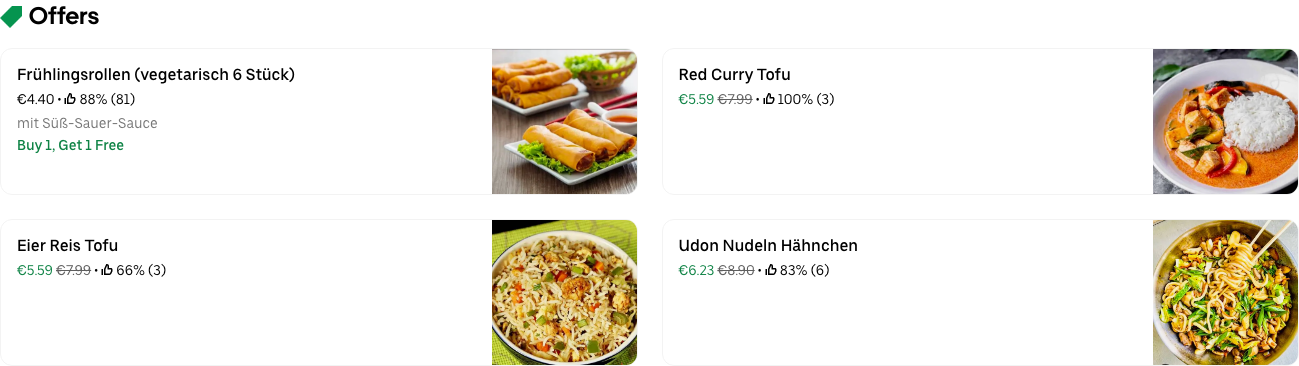 Offers
Frühlingsrollen (vegetarisch 6 Stück)
€4.40 • 88% (81)
mit Süß-Sauer-Sauce
Buy 1, Get 1 Free
Red Curry Tofu
€5.59 €7.99 • 100% (3)
Eier Reis Tofu
€5.59 €7.99 • 66% (3)
Udon Nudeln Hähnchen
€6.23 €8.90 • 83% (6)